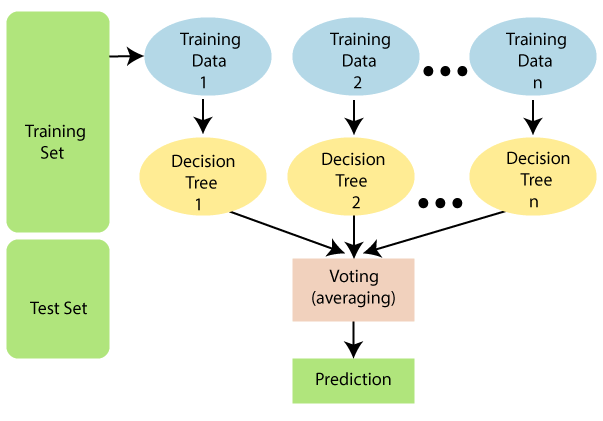 Training
Set
Training
Data
1
Training
Data
2
Training
Data
n
Decision
Tree
1
Decision
Tree
2
Decision
Tree
n
Test Set
Voting
(averaging)
Prediction